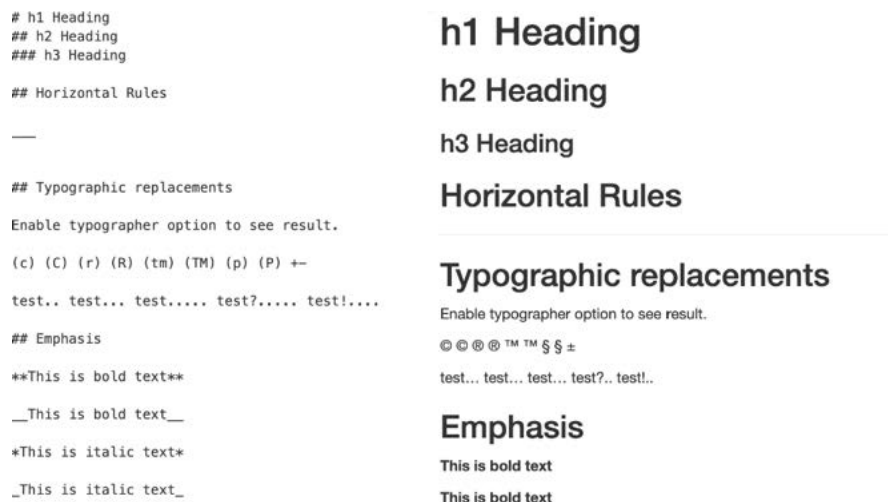 # h1 Heading
## h2 Heading
### h3 Heading
## Horizontal Rules
___
## Typographic replacements
Enable typographer option to see result.
(c) (C) (r) (R) (tm) (TM) (p) (P) +-
test.. test... test..... test?..... test!....
## Emphasis
**This is bold text**
__This is bold text__
*This is italic text*
_This is italic text_
h1 Heading
h2 Heading
h3 Heading
Horizontal Rules
Typographic replacements
Enable typographer option to see result.
© © ® ® ™ ™ § § ±
test… test… test… test?.. test!..
Emphasis
This is bold text
This is bold text